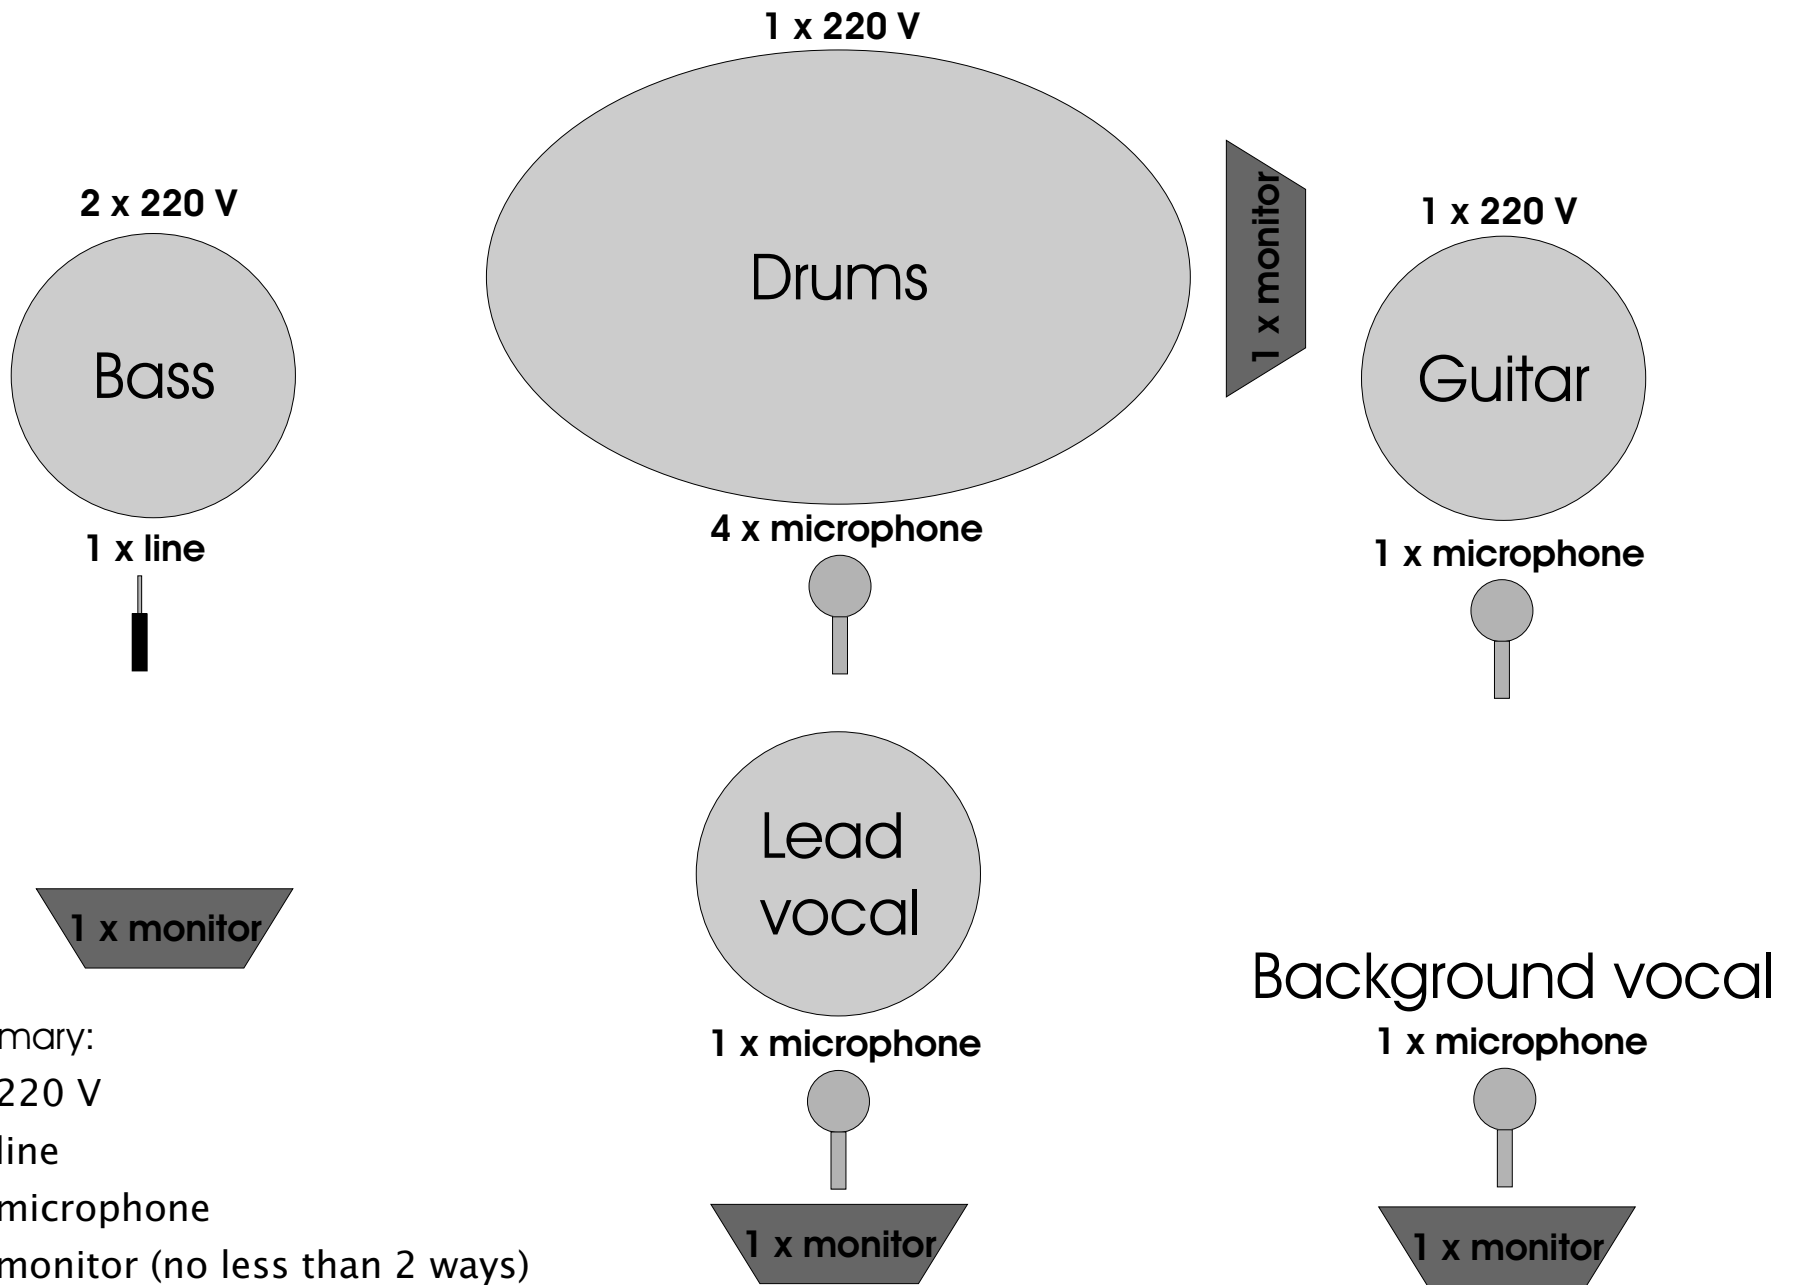 1 x 220 V
2 x 220 V
1 x 220 V
1 x monitor
Drums
Bass
Guitar
4 x microphone
1 x line
1 x microphone
Lead
vocal
1 x monitor
Background vocal
mary:
1 x microphone
1 x microphone
220 V
line
microphone
monitor (no less than 2 ways)
1 x monitor
1 x monitor